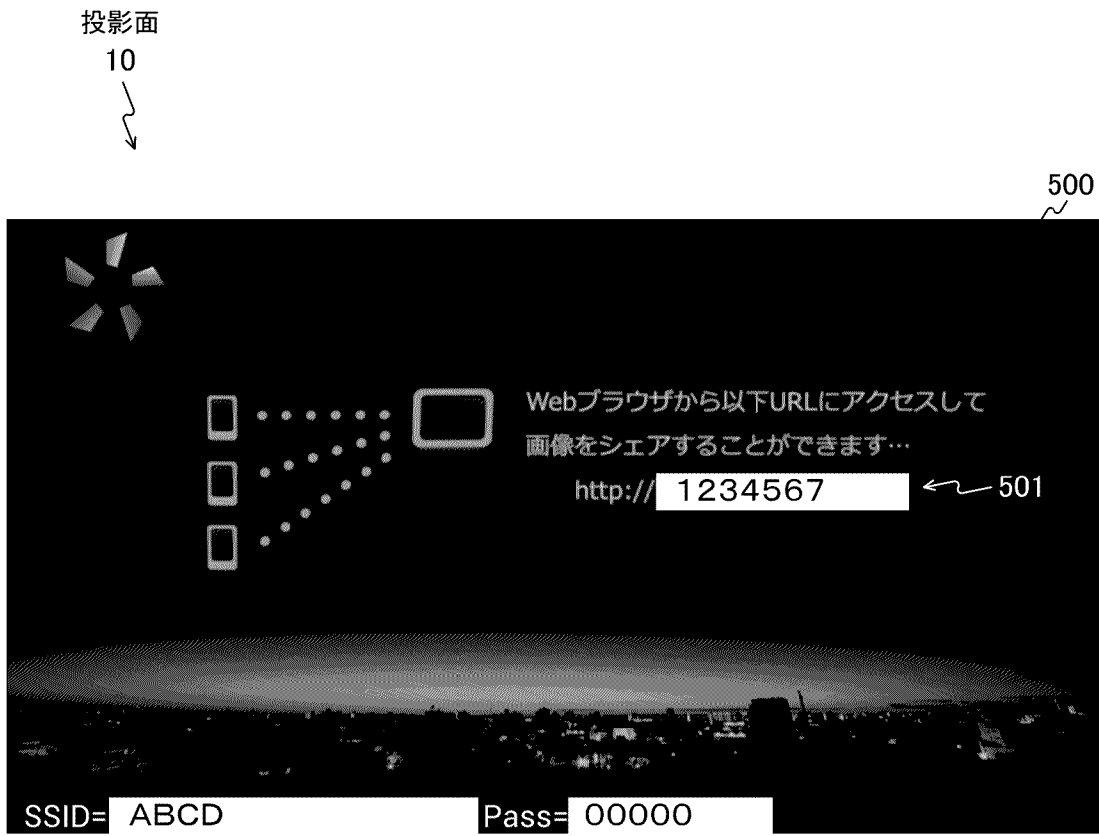 投影面
10
500
Webブラウザから以下URLにアクセスして
画像をシェアすることができます…
http:// 1234567
501
SSID= ABCD Pass= 00000